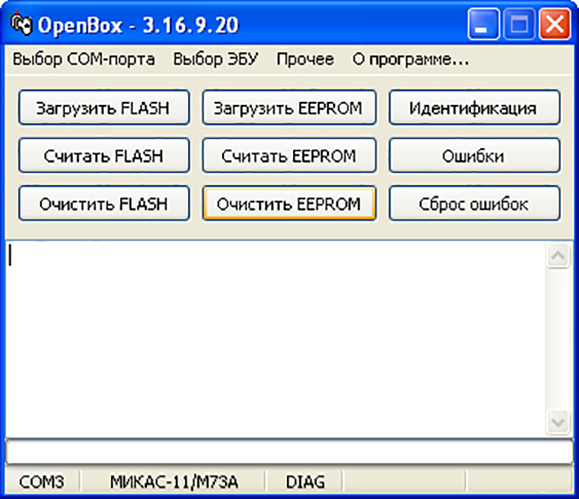 OpenBox - 3.16.9.20
Выбор COM-порта Выбор ЭБУ Прочее О программе...
Загрузить FLASH Загрузить EEPROM Идентификация
Считать FLASH Считать EEPROM Ошибки
Очистить FLASH Очистить EEPROM Сброс ошибок
COM3 МИКАС-11/М73А DIAG